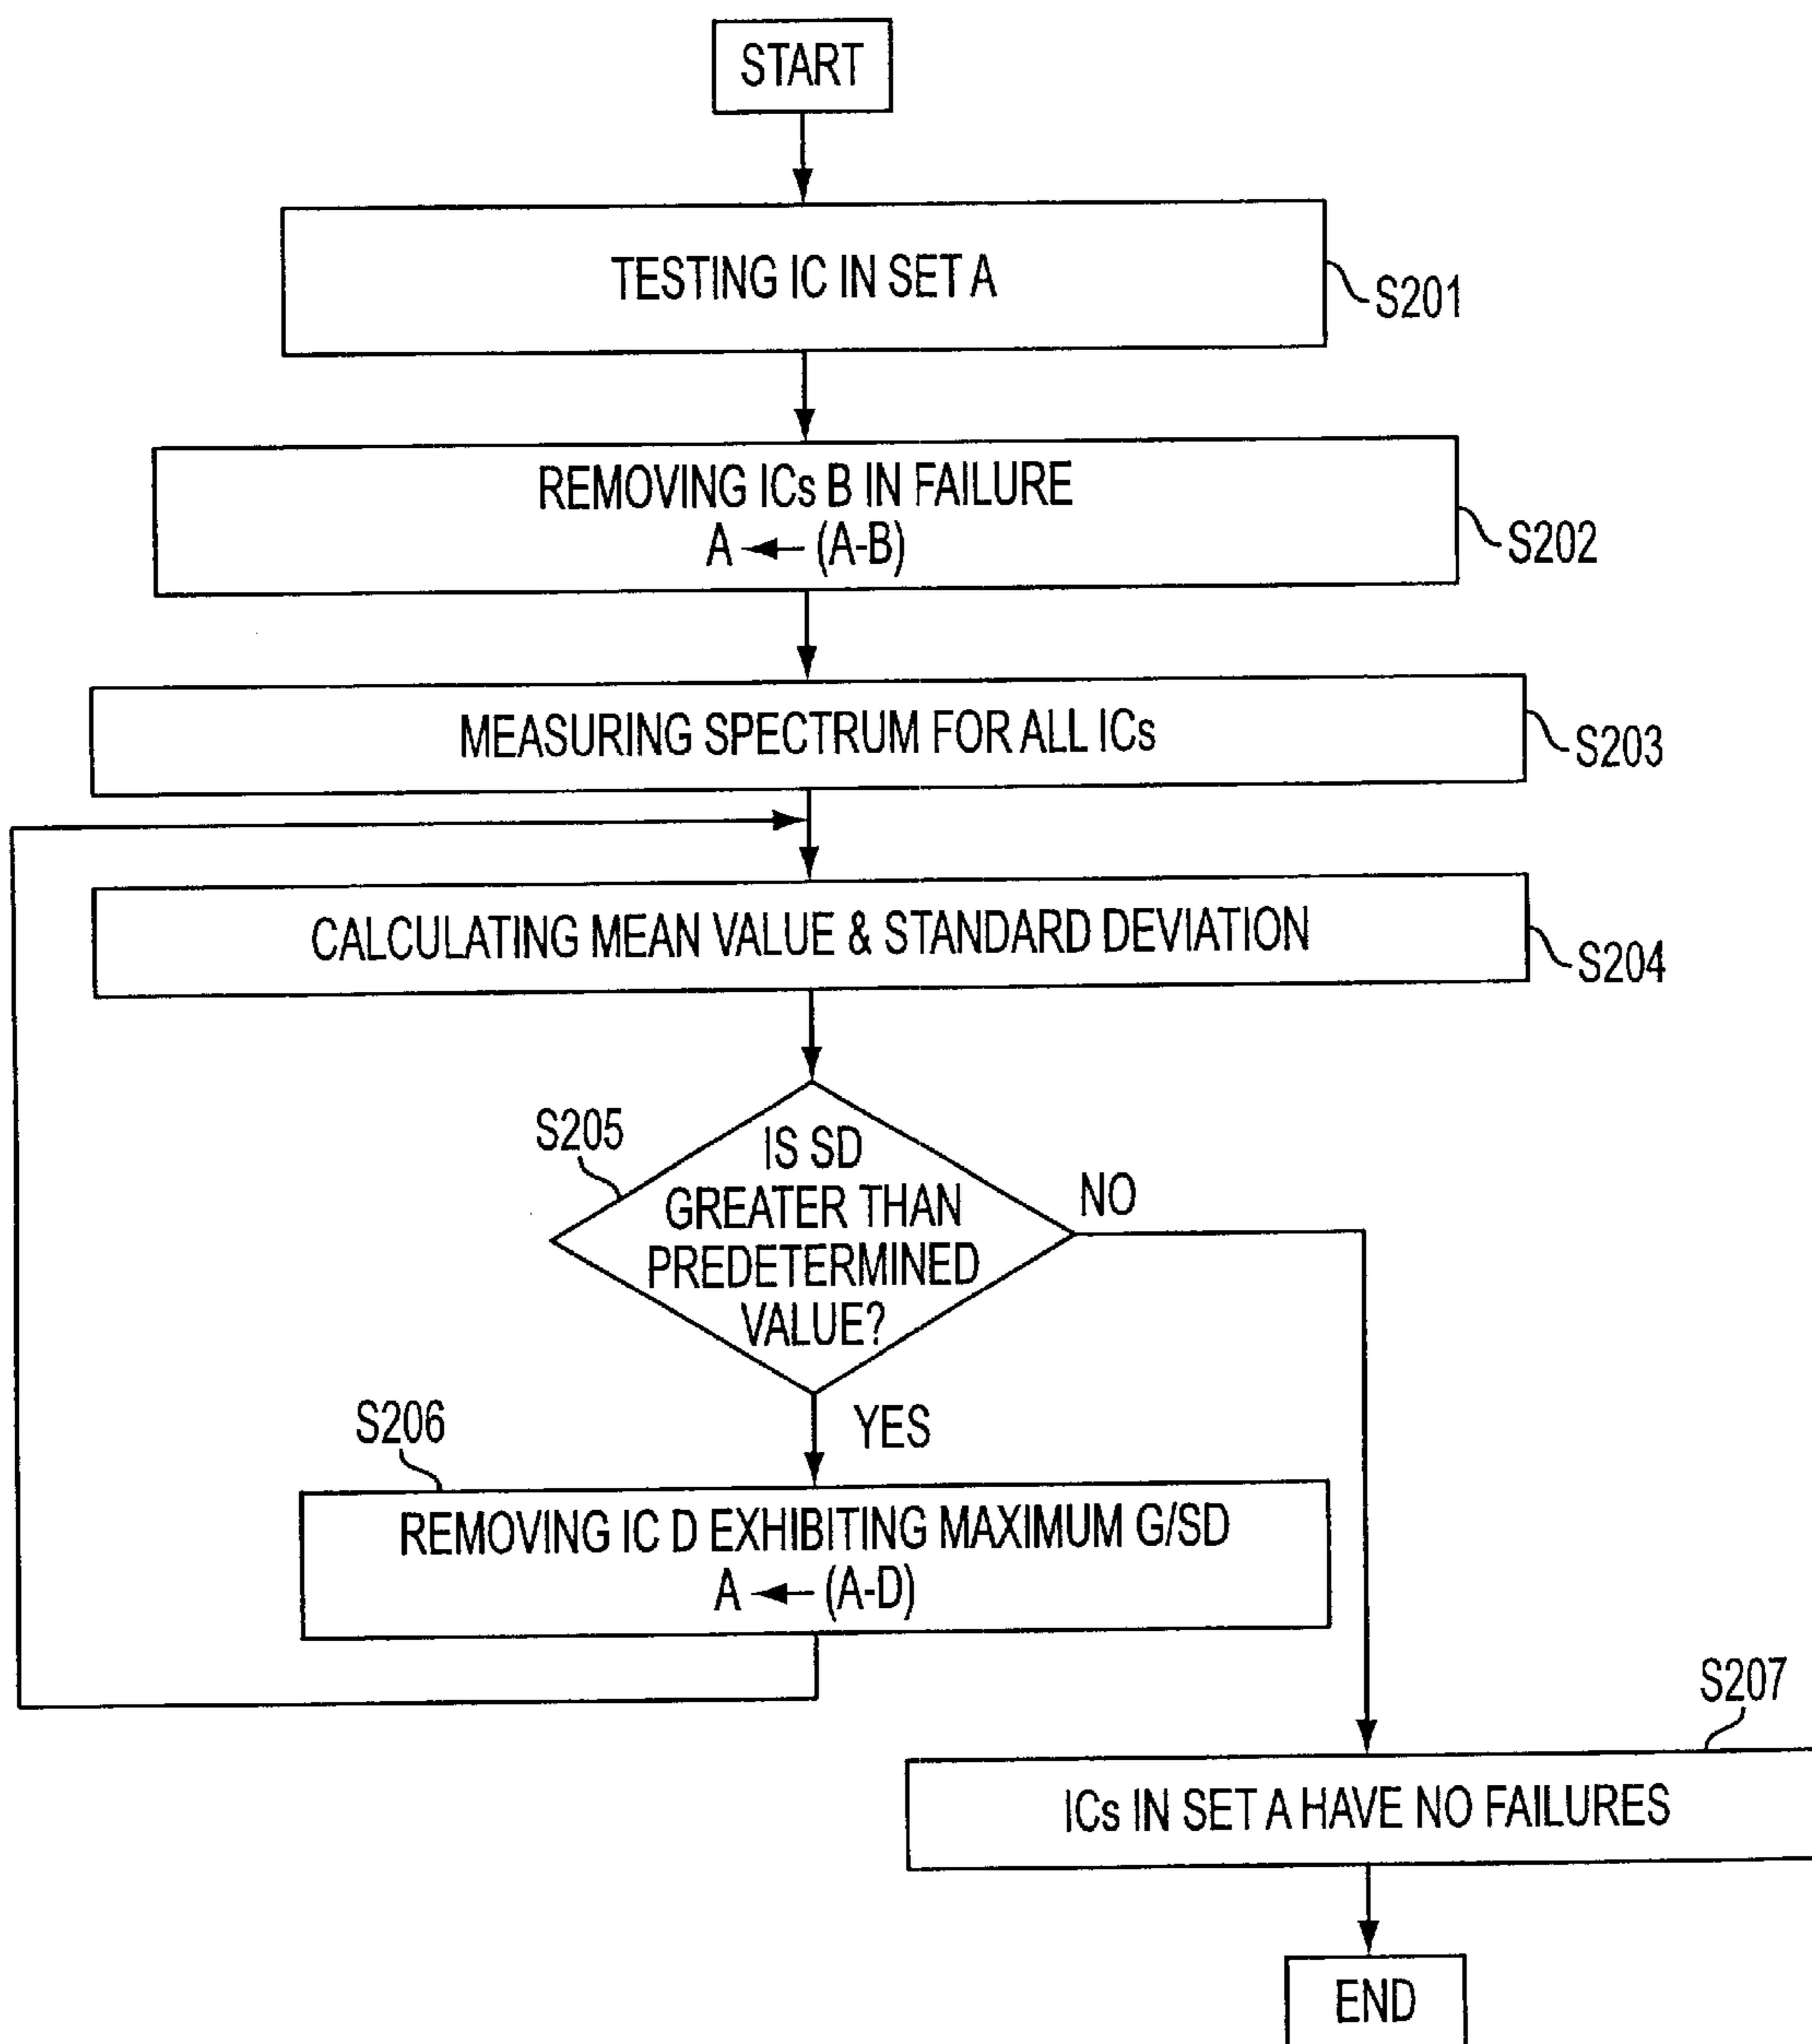 START
TESTING IC IN SET A
S201
REMOVING ICs B IN FAILURE
A ← (A-B)
S202
MEASURING SPECTRUM FOR ALL ICs
S203
CALCULATING MEAN VALUE & STANDARD DEVIATION
S204
S205
IS SD
GREATER THAN
PREDETERMINED
VALUE?
NO
YES
S206
REMOVING IC D EXHIBITING MAXIMUM G/SD
A ← (A-D)
S207
ICs IN SET A HAVE NO FAILURES
END